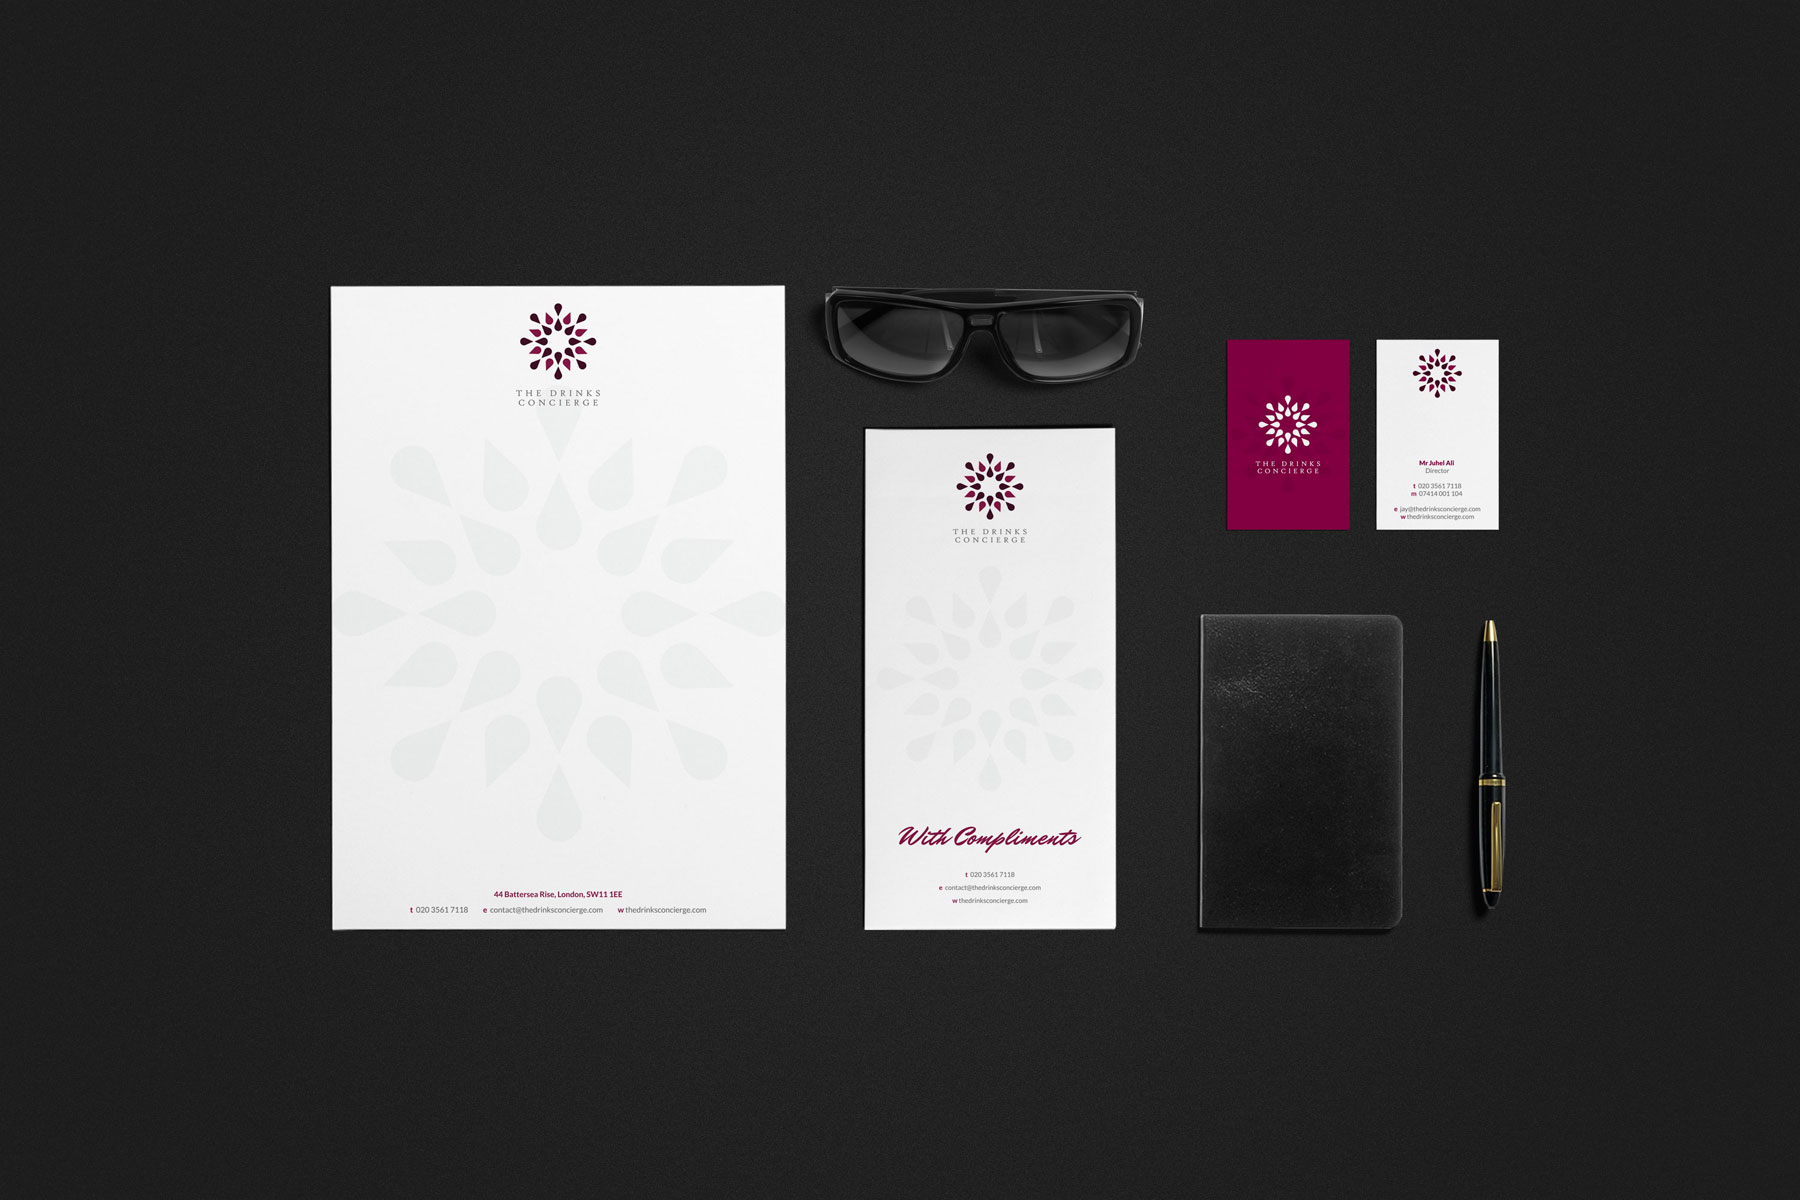 THE DRINKS
CONCIERGE
44 Battersea Rise, London, SW11 1EE
t 020 3561 7118 e contact@thedrinksconcierge.com w thedrinksconcierge.com
THE DRINKS
CONCIERGE
With Compliments
t 020 3561 7118
e contact@thedrinksconcierge.com
w thedrinksconcierge.com
THE DRINKS
CONCIERGE
Mr Juhel Ali
Director
t 020 3561 7118
m 07414 001 104
e jay@thedrinksconcierge.com
w thedrinksconcierge.com